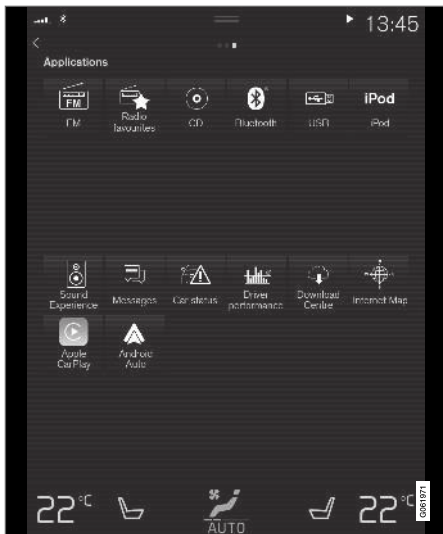 13:45
Applications
FM
iPod
FM
Radio
favourites
CD
Bluetooth
USB
iPod
Sound
Experience
Messages
Car status
Driver
performance
Download
Centre
Internet Map
Apple
CarPlay
Android
Auto
22°C
AUTO
22°C
G061971